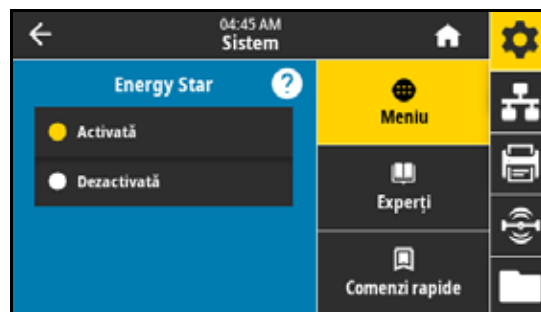 04:45 AM
Sistem
Energy Star
?
Activată
Dezactivată
Meniu
Experți
Comenzi rapide